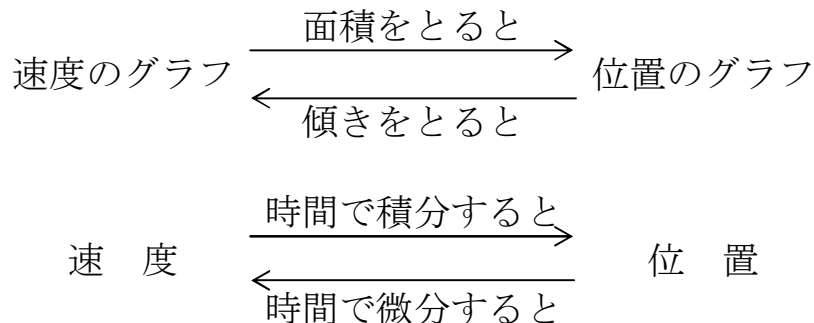 面積をとると
速度のグラフ
位置のグラフ
傾きをとると
時間で積分すると
速　度
位　置
時間で微分すると